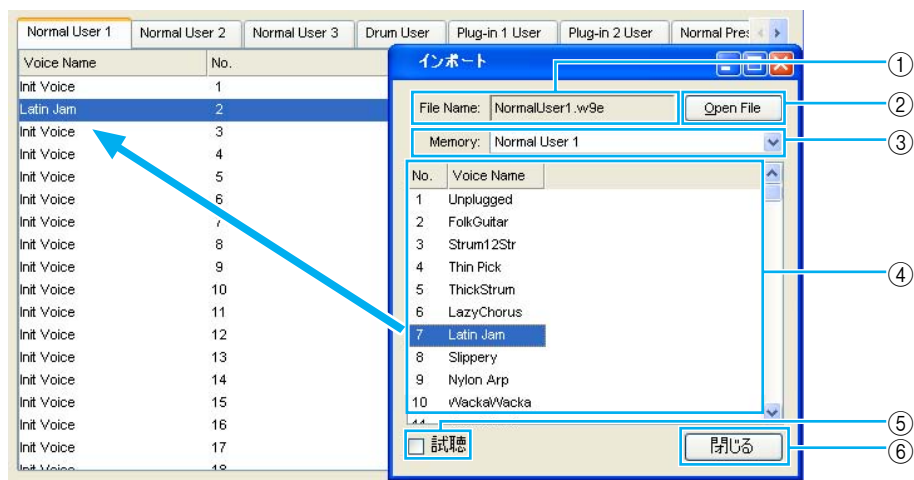 Normal User 1 Normal User 2 Normal User 3 Drum User Plug-in 1 User Plug-in 2 User Normal Pres
Voice Name No.
Init Voice 1
Latin Jam 2
Init Voice 3
Init Voice 4
Init Voice 5
Init Voice 6
Init Voice 7
Init Voice 8
Init Voice 9
Init Voice 10
Init Voice 11
Init Voice 12
Init Voice 13
Init Voice 14
Init Voice 15
Init Voice 16
Init Voice 17
Init Voice 18
インポート ①
File Name: NormalUser1.w9e Open File ②
Memory: Normal User 1 ③
No. Voice Name
1 Unplugged
2 FolkGuitar
3 Strum12Str
4 Thin Pick ④
5 ThickStrum
6 LazyChorus
7 Latin Jam
8 Slippery
9 Nylon Arp
10 WackaWacka
11
試聴 ⑤
閉じる ⑥